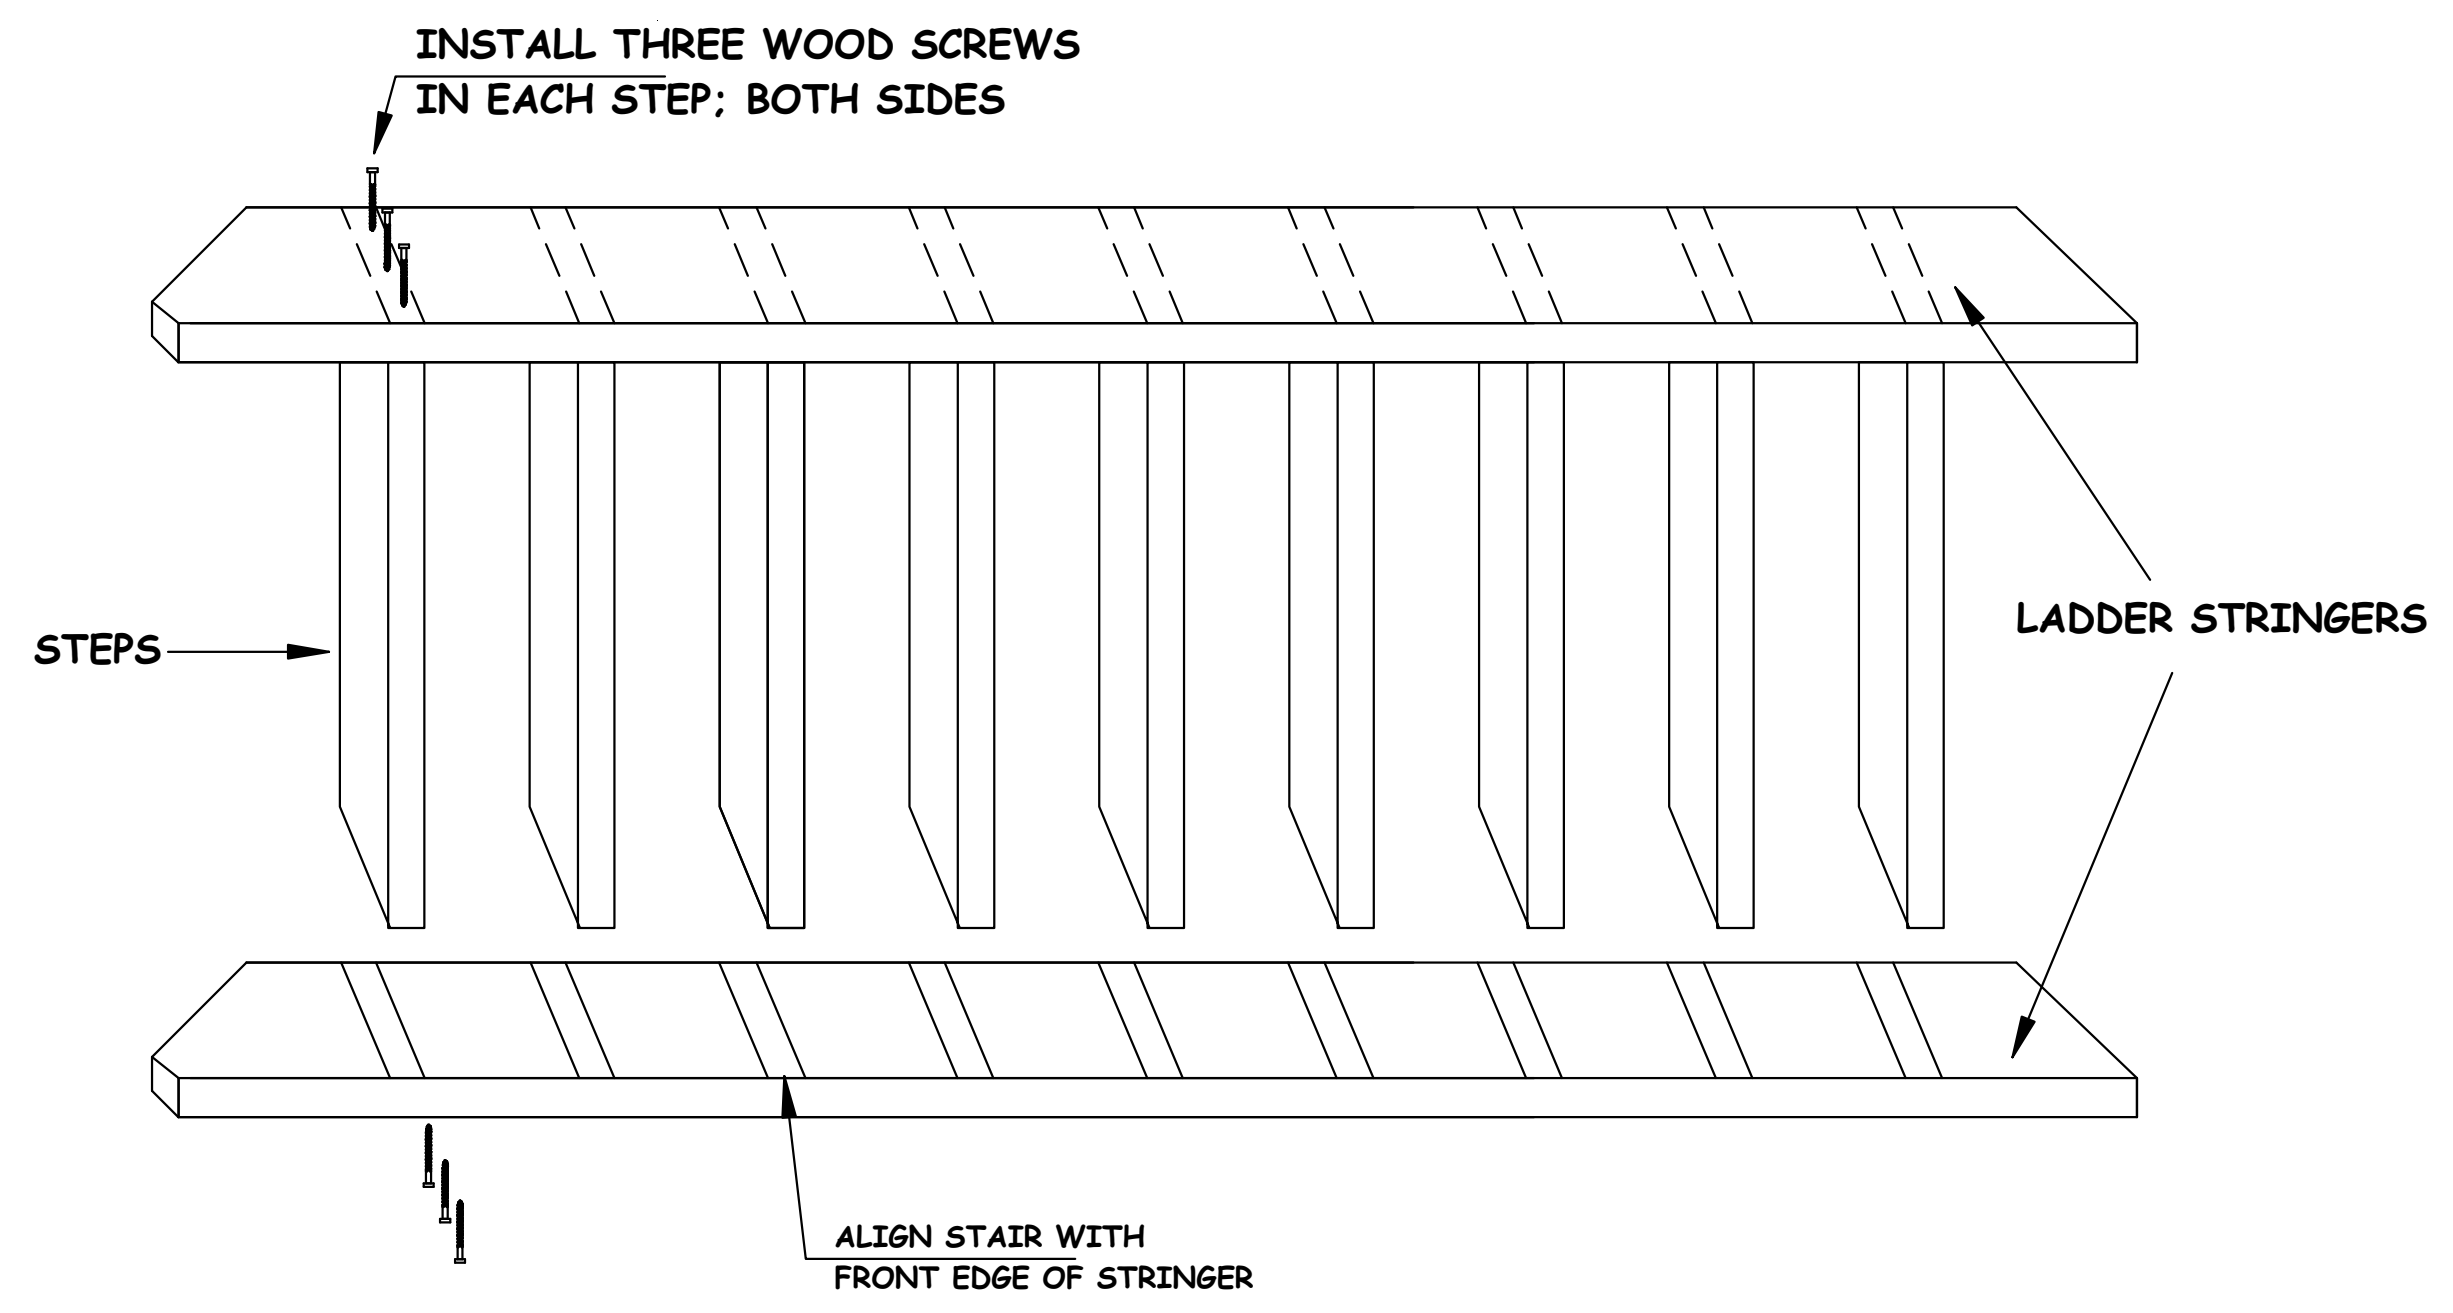 INSTALL THREE WOOD SCREWS
IN EACH STEP; BOTH SIDES
LADDER STRINGERS
STEPS
ALIGN STAIR WITH
FRONT EDGE OF STRINGER